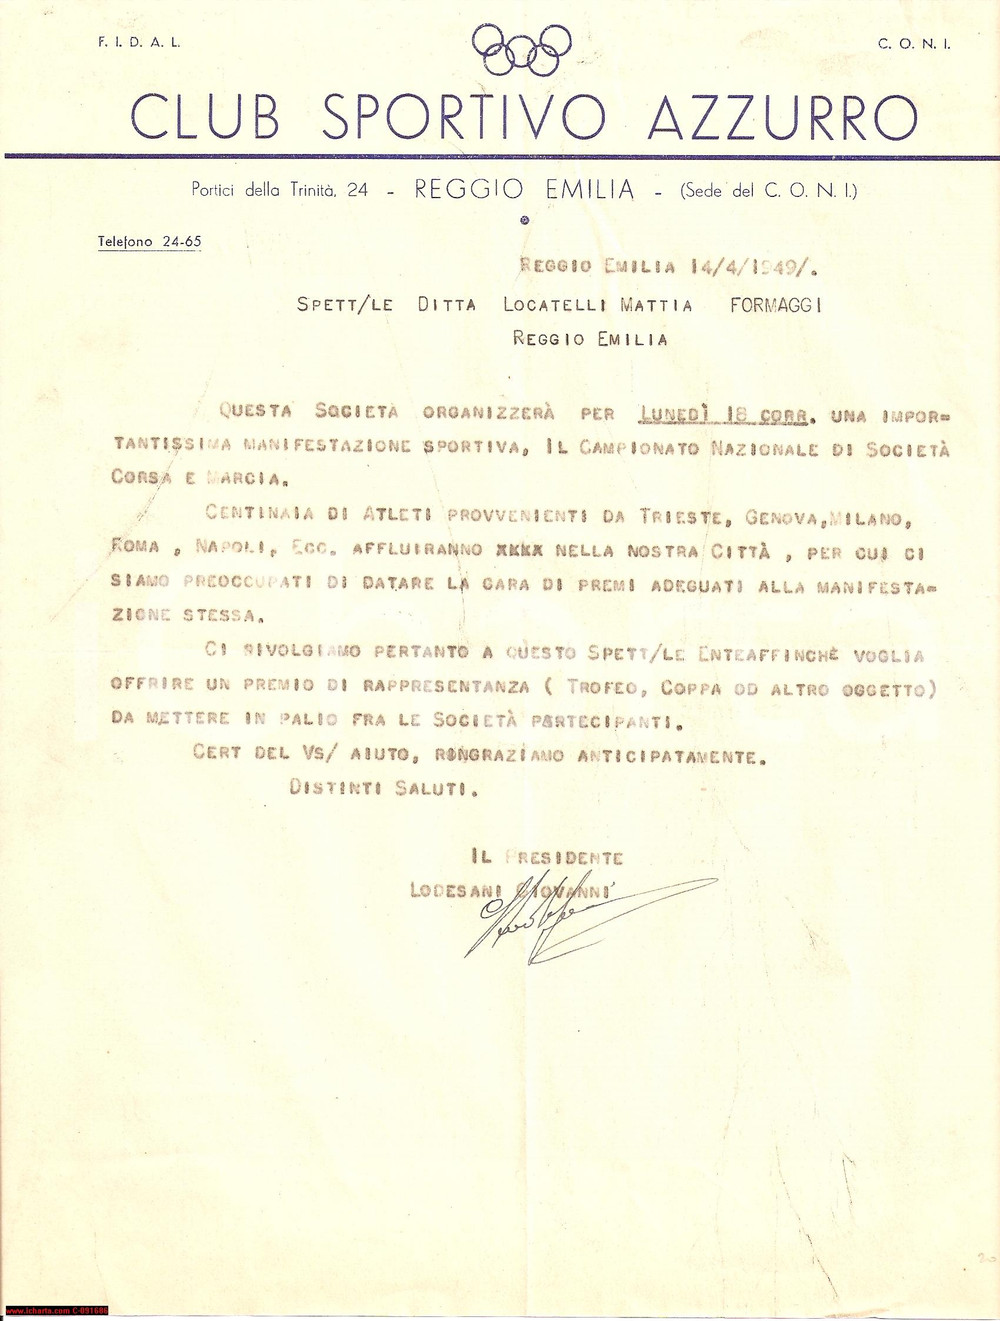 F. I. D. A. L.
C. O. N. I.
CLUB SPORTIVO AZZURRO
Portici della Trinità, 24 - REGGIO EMILIA - (Sede del C. O. N. I.)
Telefono 24-65
REGGIO EMILIA 14/4/1949/.
SPETT/LE DITTA LOCATELLI MATTIA FORMAGGI
REGGIO EMILIA
QUESTA SOCIETÀ ORGANIZZERÀ PER LUNEDÌ 18 CORR. UNA IMPOR=
TANTISSIMA MANIFESTAZIONE SPORTIVA, IL CAMPIONATO NAZIONALE DI SOCIETÀ
CORSA E MARCIA.
CENTINAIA DI ATLETI PROVVENIENTI DA TRIESTE, GENOVA,MILANO,
ROMA , NAPOLI, ECC. AFFLUIRANNO XXXX NELLA NOSTRA CITTÀ , PER CUI CI
SIAMO PREOCCUPATI DI DATARE LA GARA DI PREMI ADEGUATI ALLA MANIFESTA=
ZIONE STESSA.
CI RIVOLGIAMO PERTANTO A QUESTO SPETT/LE ENTEAFFINCHÈ VOGLIA
OFFRIRE UN PREMIO DI RAPPRESENTANZA ( TROFEO, COPPA OD ALTRO OGGETTO)
DA METTERE IN PALIO FRA LE SOCIETÀ PARTECIPANTI.
CERT DEL VS/ AIUTO, RINGRAZIAMO ANTICIPATAMENTE.
DISTINTI SALUTI.
IL PRESIDENTE
LODESANI GIOVANNI
www.icharta.com C-091686
20